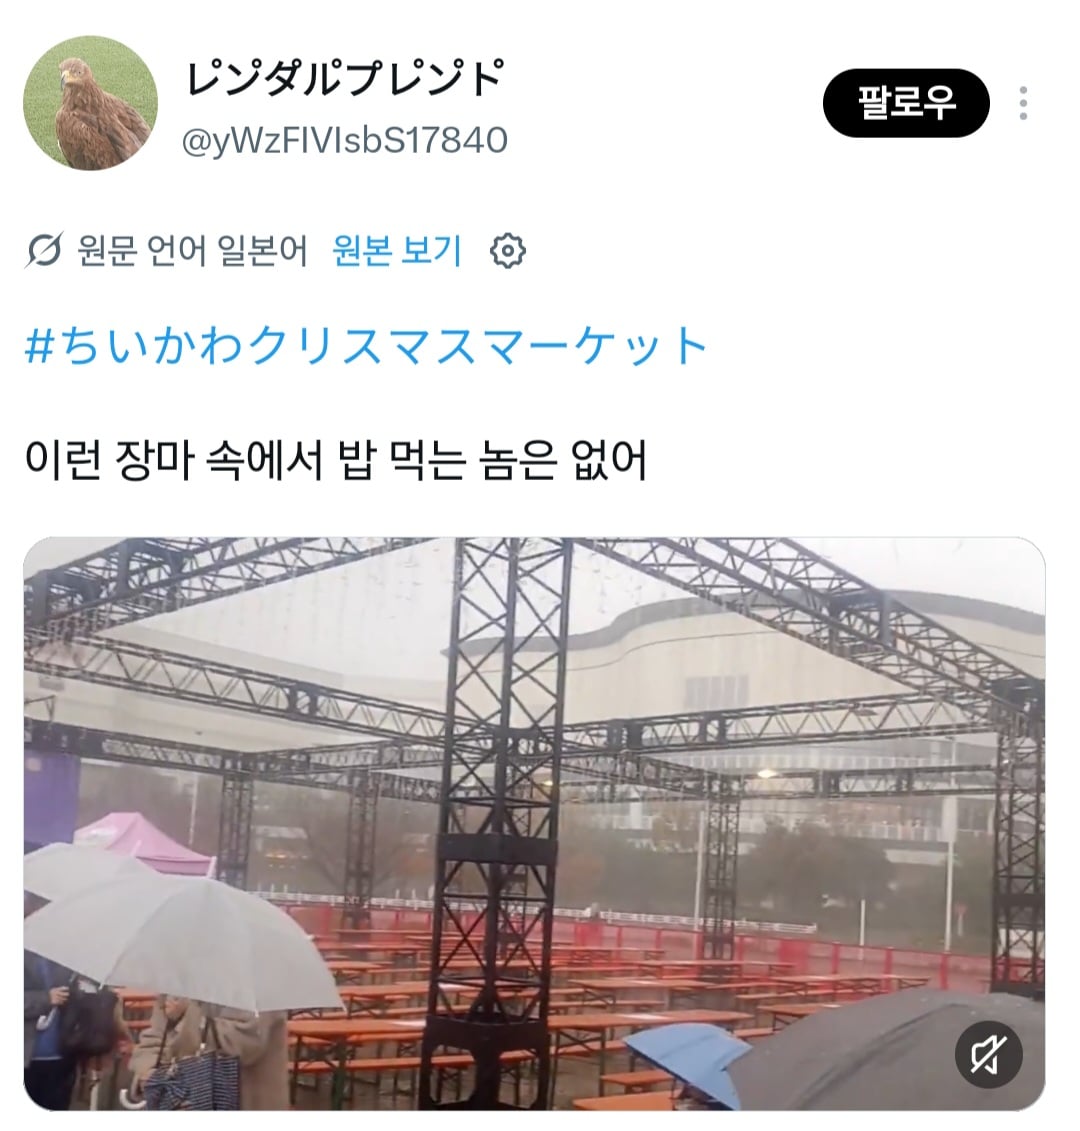 レンダルプレンド
@yWzFIVIsbS17840
팔로우
원문 언어 일본어 원본 보기
#ちいかわクリスマスマーケット
이런 장마 속에서 밥 먹는 놈은 없어